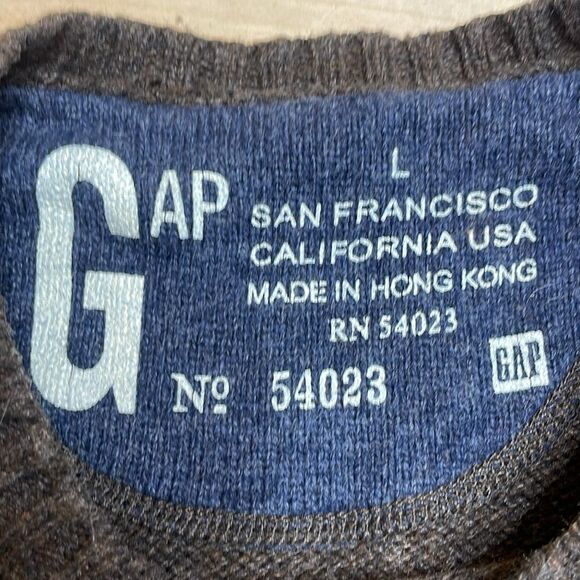 GAP
L
SAN FRANCISCO
CALIFORNIA USA
MADE IN HONG KONG
RN 54023
GAP
Nº 54023